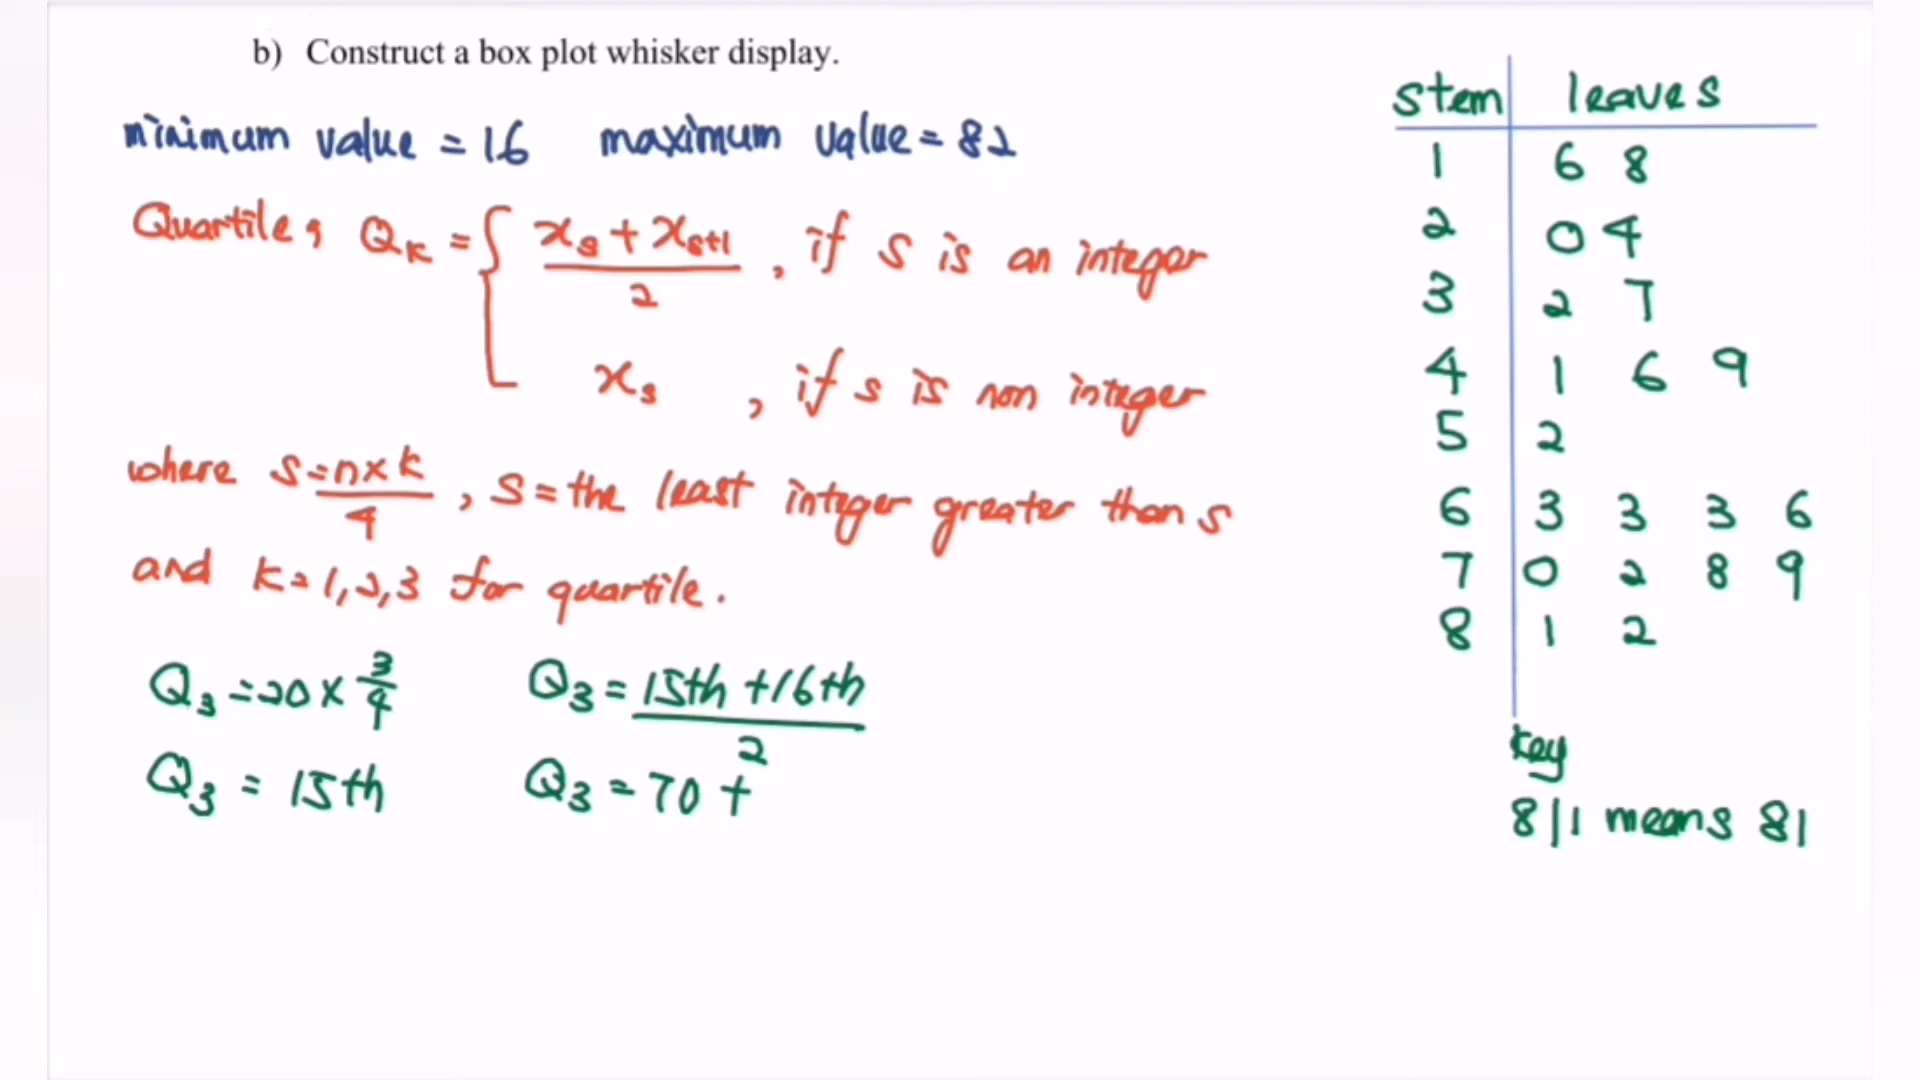 b) Construct a box plot whisker display.
minimum value = 16 maximum value = 82
Quartile, Qk = { xs + xs+1 / 2 , if s is an integer
xs , if s is non integer
where s = n×k / 4 , s = the least integer greater than s
and k = 1, 2, 3 for quartile.
Q3 = 20 × 3/4
Q3 = 15th
Q3 = 15th + 16th / 2
Q3 = 70 +
stem | leaves
1 | 6 8
2 | 0 4
3 | 2 7
4 | 1 6 9
5 | 2
6 | 3 3 3 6
7 | 0 2 8 9
8 | 1 2
key
8|1 means 81